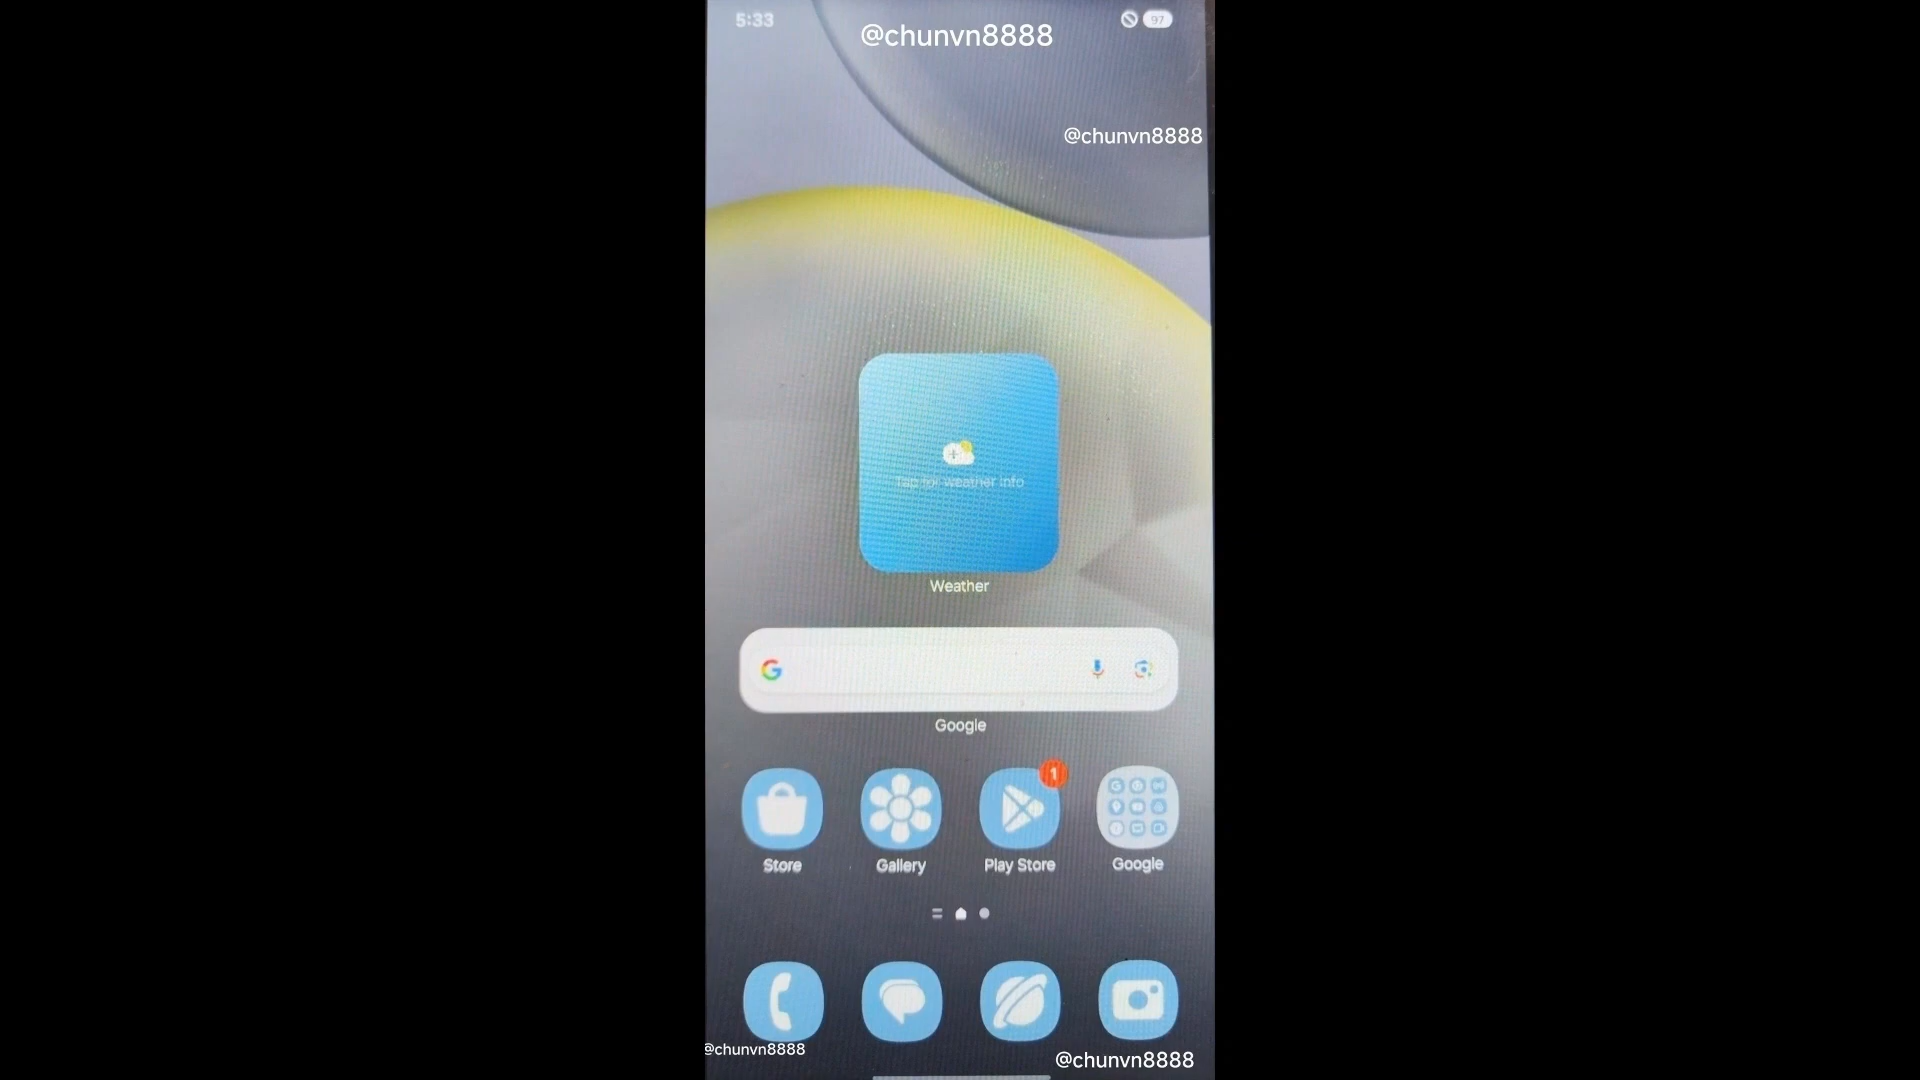 5:33
97
@chunvn8888
@chunvn8888
Tap for weather info
Weather
G
Google
1
Store
Gallery
Play Store
Google
@chunvn8888
@chunvn8888